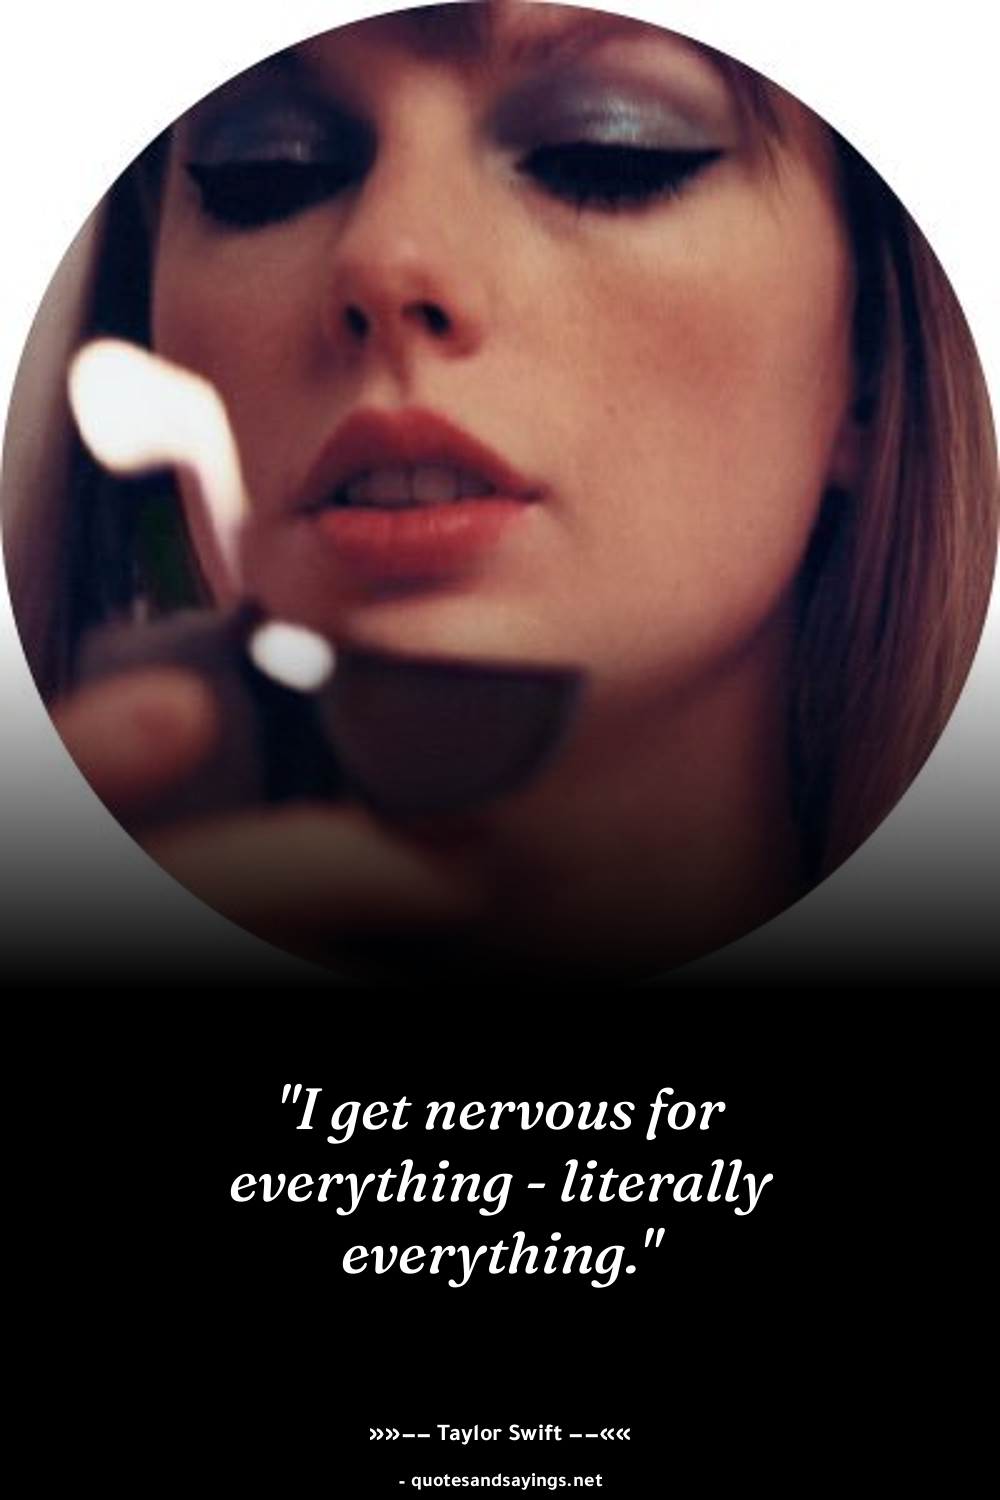 "I get nervous for
everything - literally
everything."
»»–– Taylor Swift ––««
- quotesandsayings.net